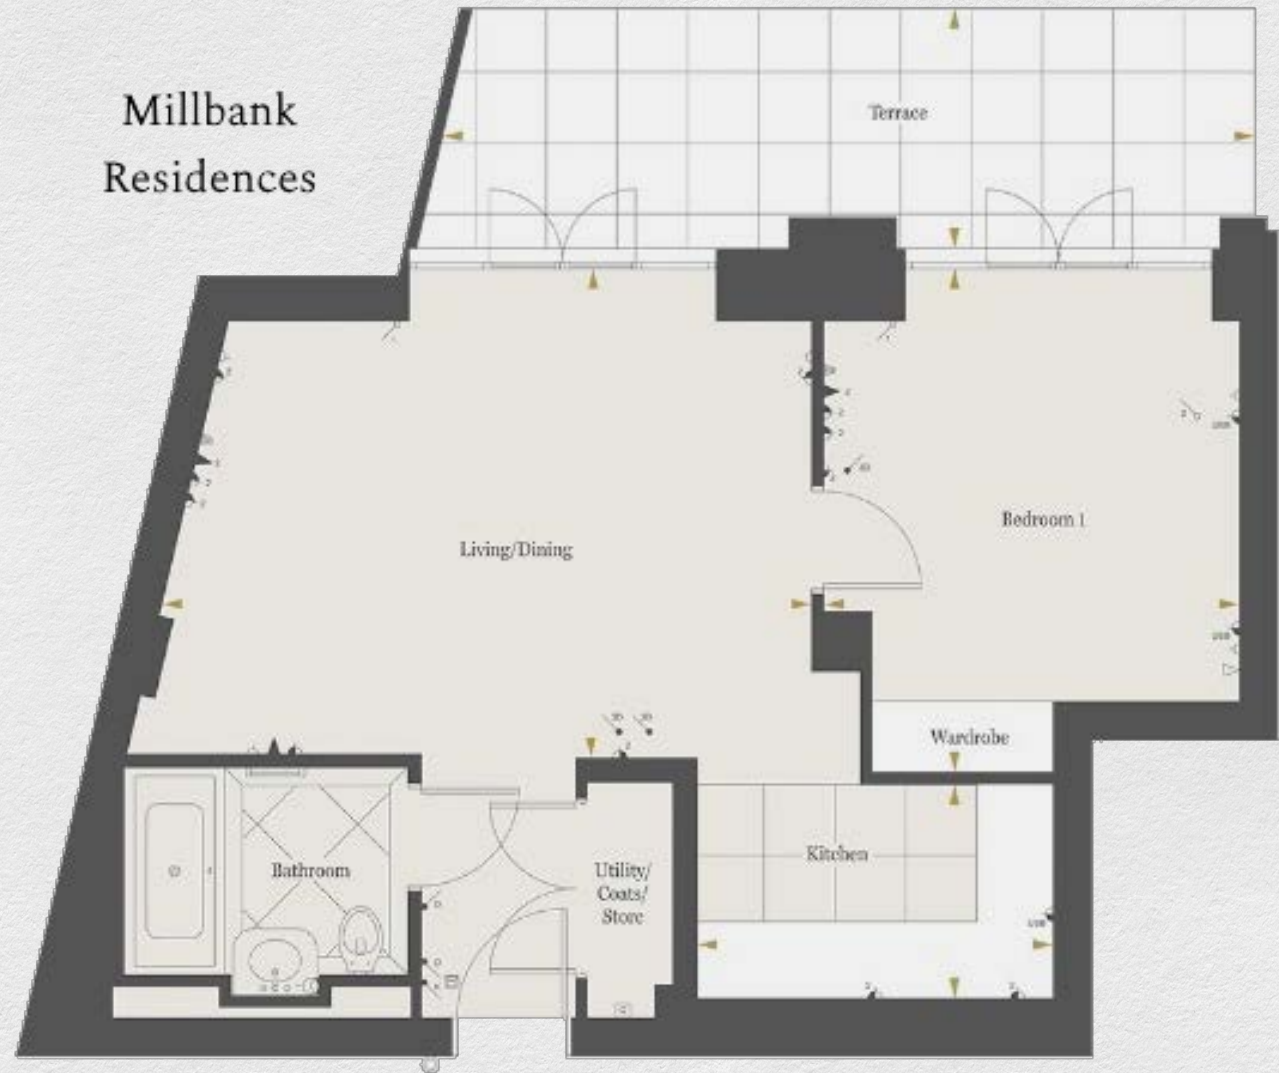 Millbank
Residences
Terrace
Living/Dining
Bedroom 1
Wardrobe
Bathroom
Utility/
Coats/
Store
Kitchen